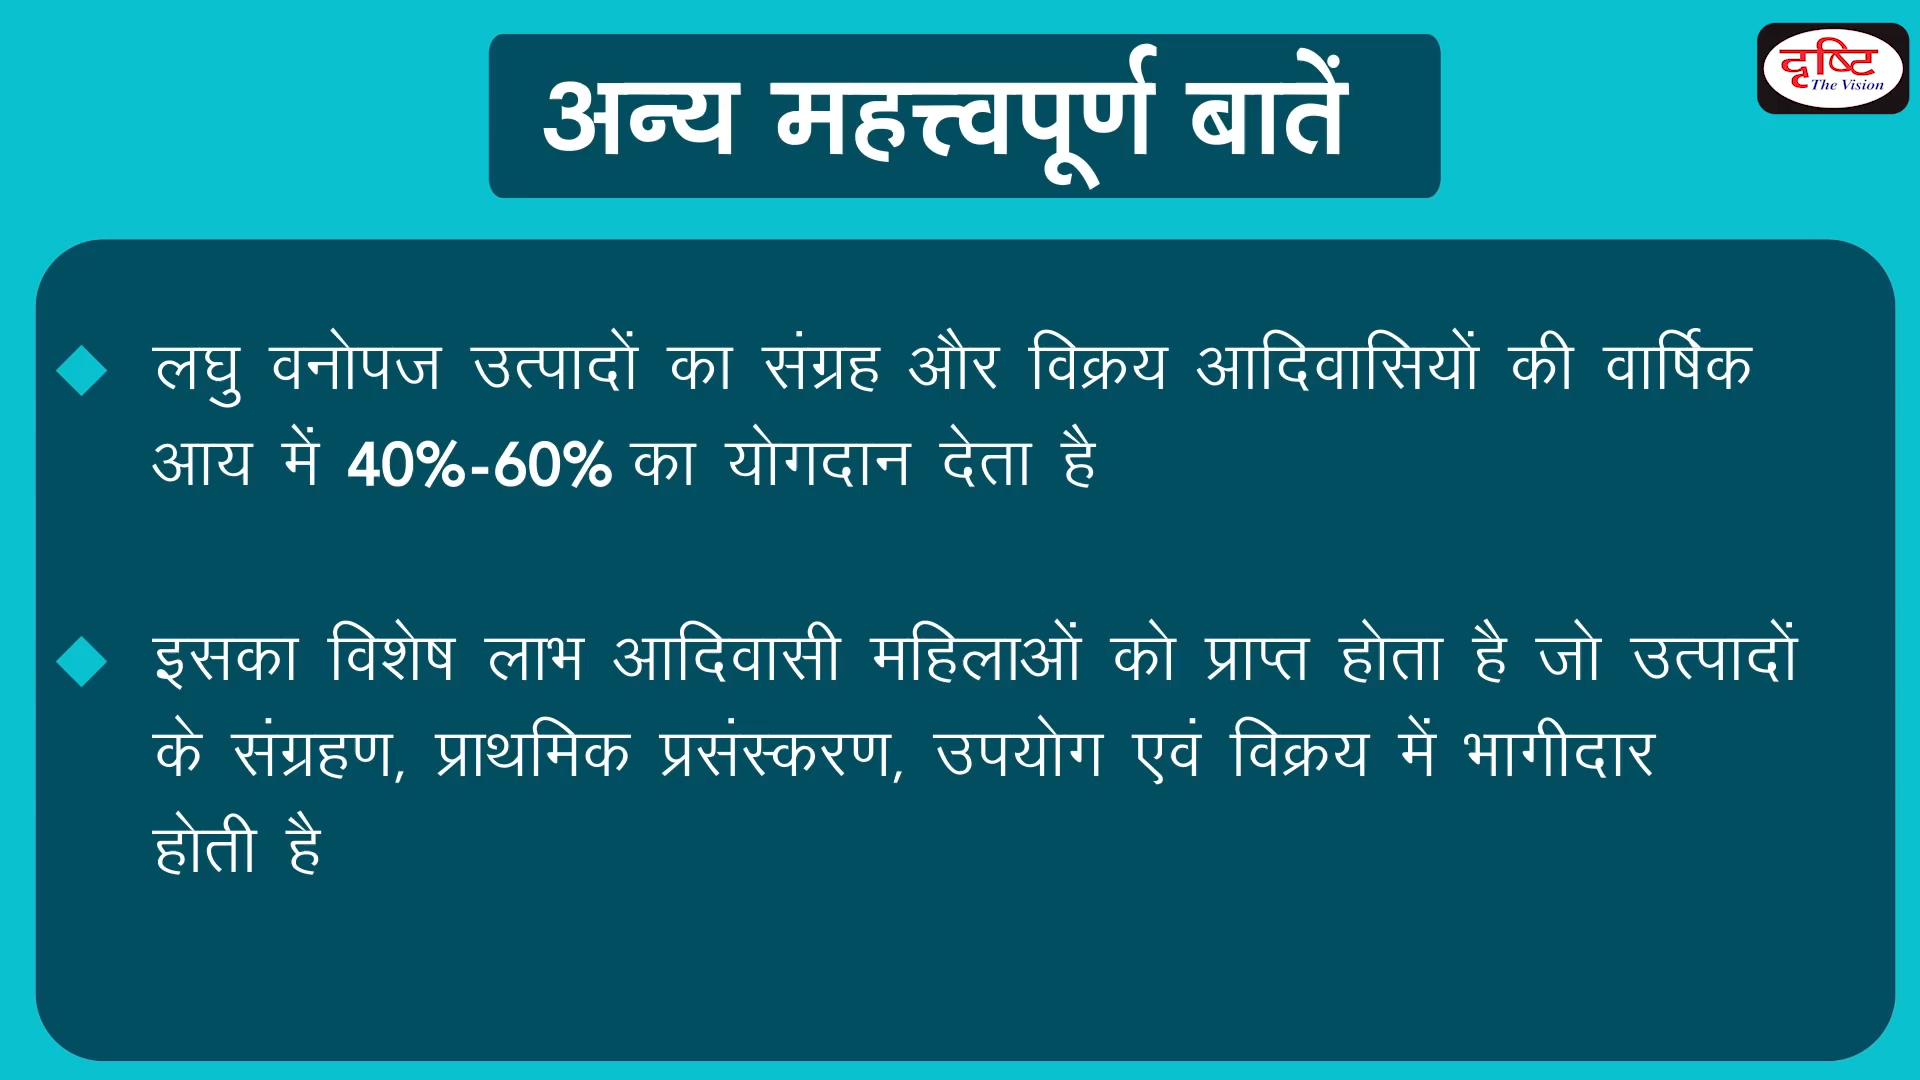 अन्य महत्त्वपूर्ण बातें
दृष्टि
The Vision
लघु वनोपज उत्पादों का संग्रह और विक्रय आदिवासियों की वार्षिक
आय में 40%-60% का योगदान देता है
इसका विशेष लाभ आदिवासी महिलाओं को प्राप्त होता है जो उत्पादों
के संग्रहण, प्राथमिक प्रसंस्करण, उपयोग एवं विक्रय में भागीदार
होती है